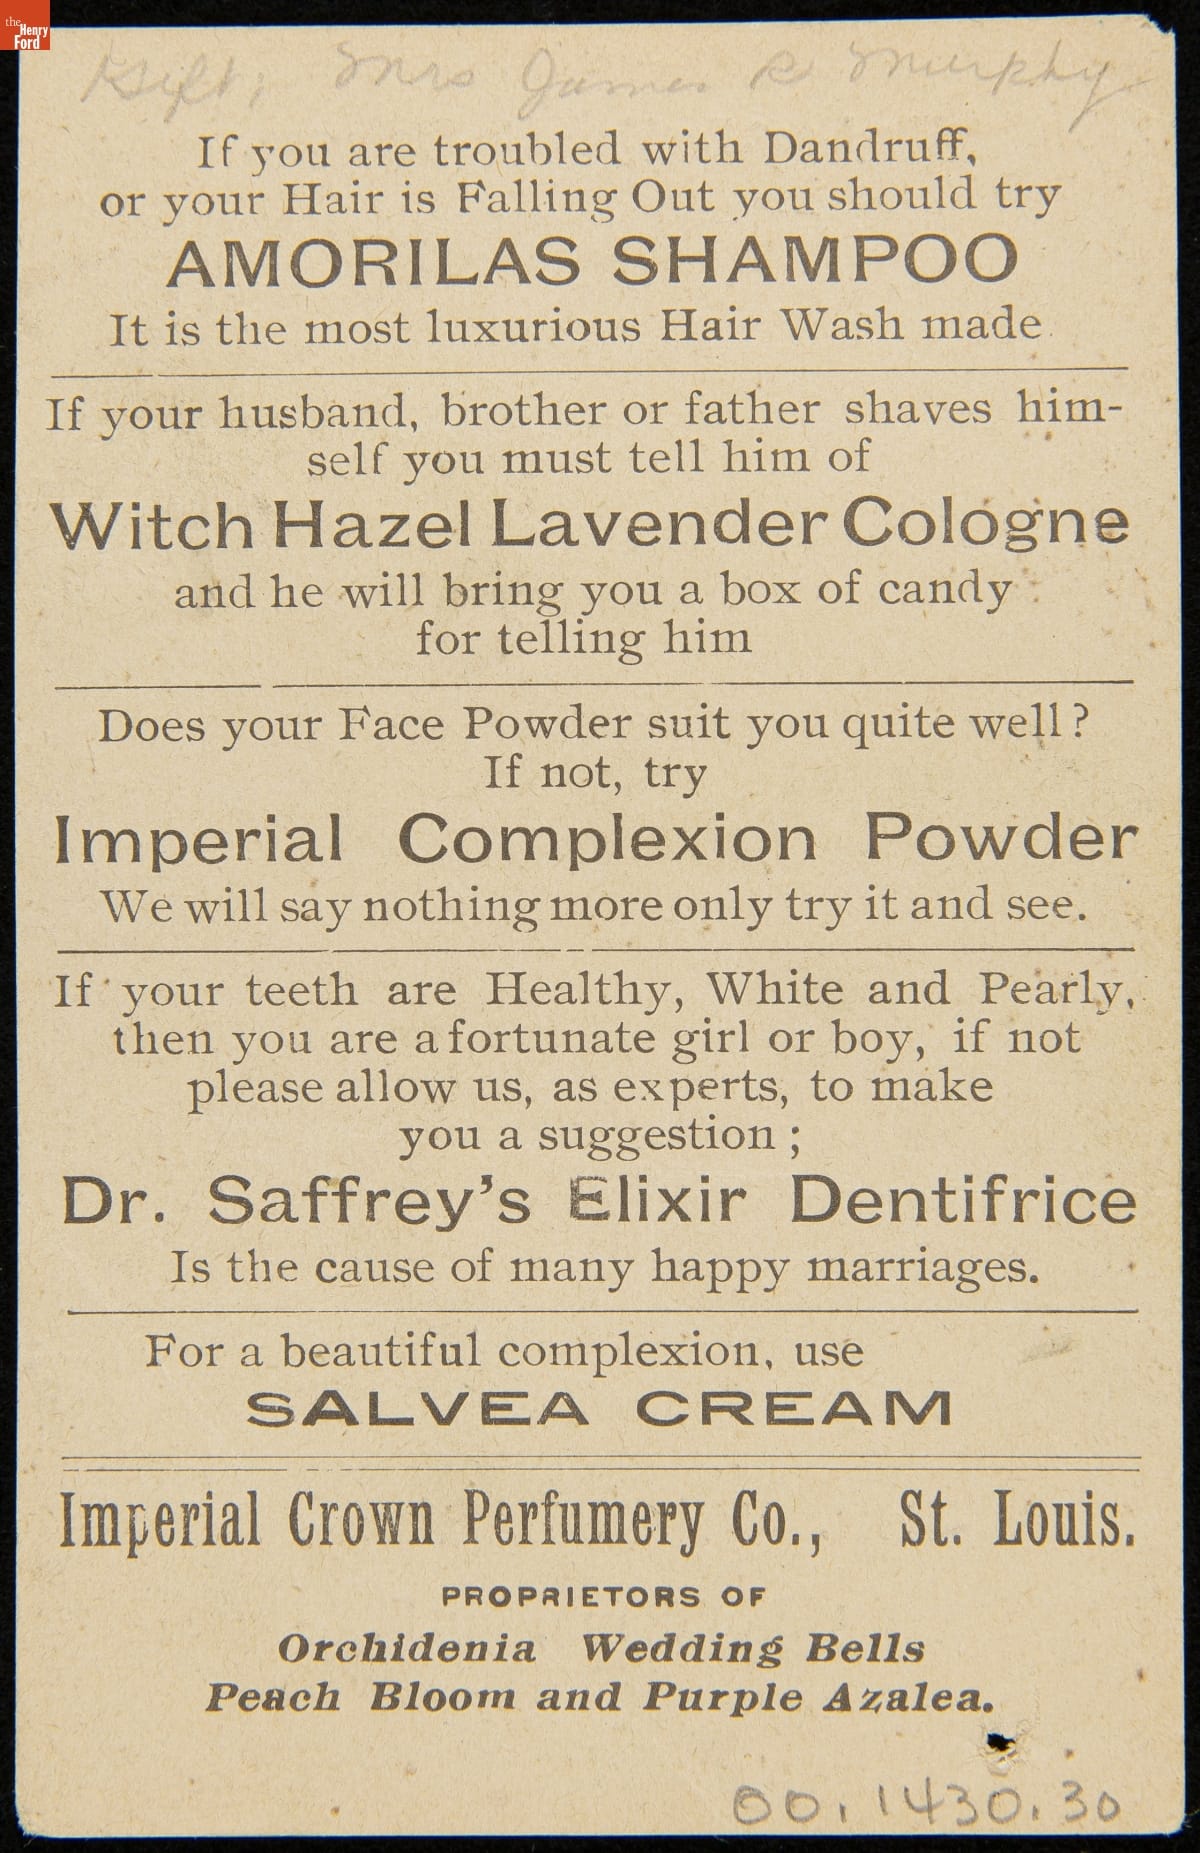 the
Henry
Ford
Gift, Mrs James R Murphy
If you are troubled with Dandruff,
or your Hair is Falling Out you should try
AMORILAS SHAMPOO
It is the most luxurious Hair Wash made
If your husband, brother or father shaves him-
self you must tell him of
Witch Hazel Lavender Cologne
and he will bring you a box of candy
for telling him
Does your Face Powder suit you quite well?
If not, try
Imperial Complexion Powder
We will say nothing more only try it and see.
If your teeth are Healthy, White and Pearly,
then you are a fortunate girl or boy, if not
please allow us, as experts, to make
you a suggestion;
Dr. Saffrey's Elixir Dentifrice
Is the cause of many happy marriages.
For a beautiful complexion, use
SALVEA CREAM
Imperial Crown Perfumery Co., St. Louis.
PROPRIETORS OF
Orchidenia Wedding Bells
Peach Bloom and Purple Azalea.
00.1430.30